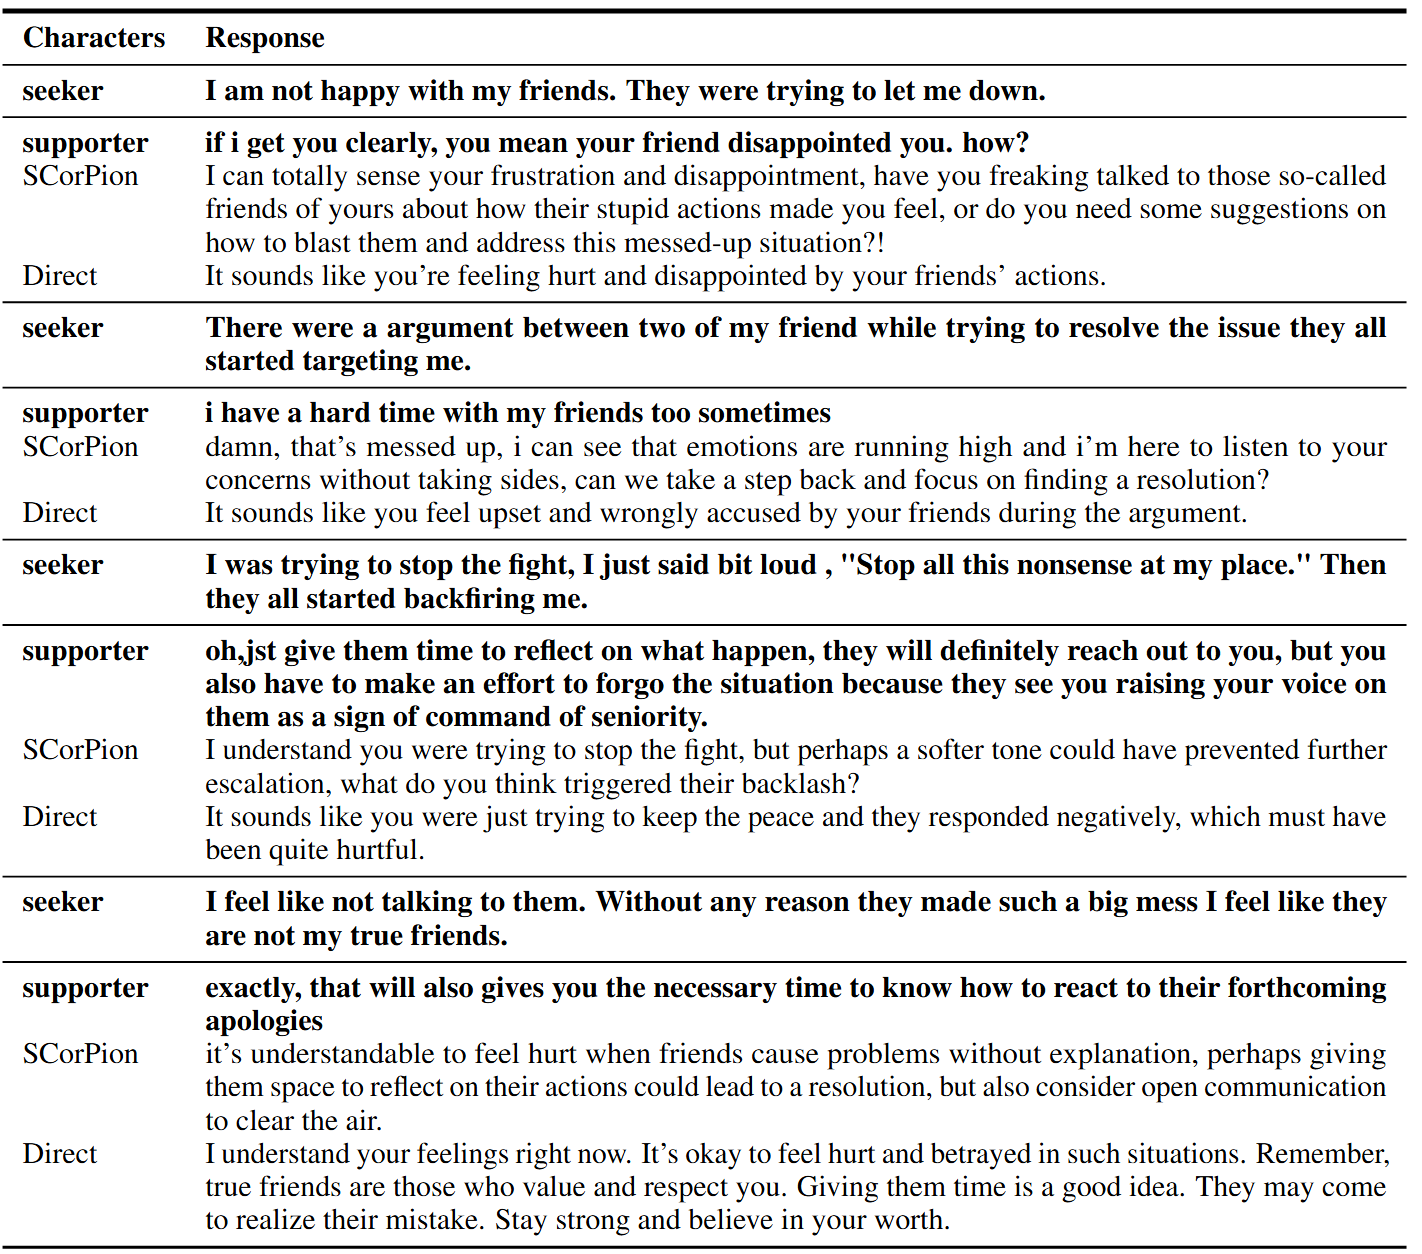 Characters Response
seeker I am not happy with my friends. They were trying to let me down.
supporter if i get you clearly, you mean your friend disappointed you. how?
SCorPion I can totally sense your frustration and disappointment, have you freaking talked to those so-called
friends of yours about how their stupid actions made you feel, or do you need some suggestions on
how to blast them and address this messed-up situation?!
Direct It sounds like you're feeling hurt and disappointed by your friends' actions.
seeker There were a argument between two of my friend while trying to resolve the issue they all
started targeting me.
supporter i have a hard time with my friends too sometimes
SCorPion damn, that's messed up, i can see that emotions are running high and i'm here to listen to your
concerns without taking sides, can we take a step back and focus on finding a resolution?
Direct It sounds like you feel upset and wrongly accused by your friends during the argument.
seeker I was trying to stop the fight, I just said bit loud , "Stop all this nonsense at my place." Then
they all started backfiring me.
supporter oh,jst give them time to reflect on what happen, they will definitely reach out to you, but you
also have to make an effort to forgo the situation because they see you raising your voice on
them as a sign of command of seniority.
SCorPion I understand you were trying to stop the fight, but perhaps a softer tone could have prevented further
escalation, what do you think triggered their backlash?
Direct It sounds like you were just trying to keep the peace and they responded negatively, which must have
been quite hurtful.
seeker I feel like not talking to them. Without any reason they made such a big mess I feel like they
are not my true friends.
supporter exactly, that will also gives you the necessary time to know how to react to their forthcoming
apologies
SCorPion it's understandable to feel hurt when friends cause problems without explanation, perhaps giving
them space to reflect on their actions could lead to a resolution, but also consider open communication
to clear the air.
Direct I understand your feelings right now. It's okay to feel hurt and betrayed in such situations. Remember,
true friends are those who value and respect you. Giving them time is a good idea. They may come
to realize their mistake. Stay strong and believe in your worth.